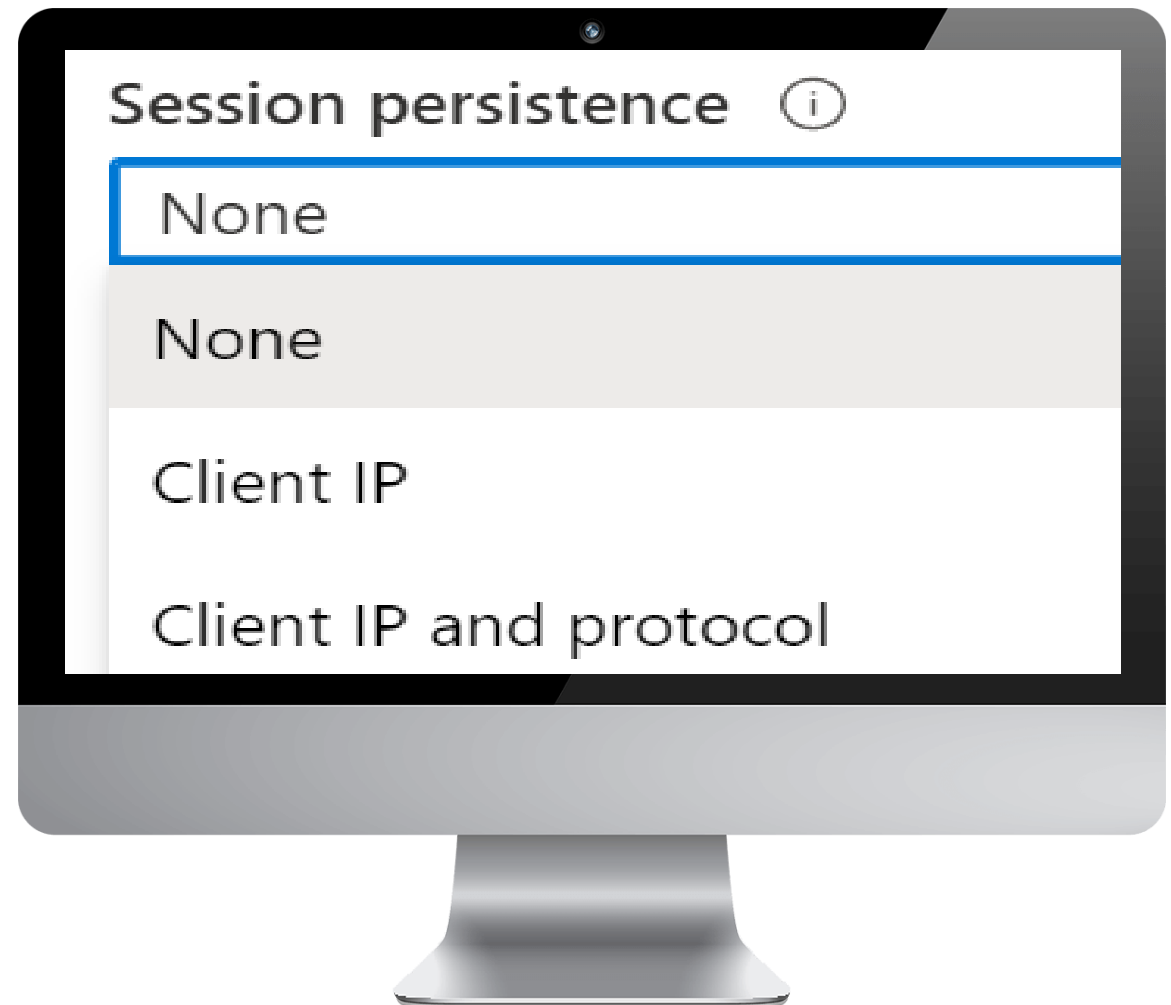 Session persistence i
None
None
Client IP
Client IP and protocol